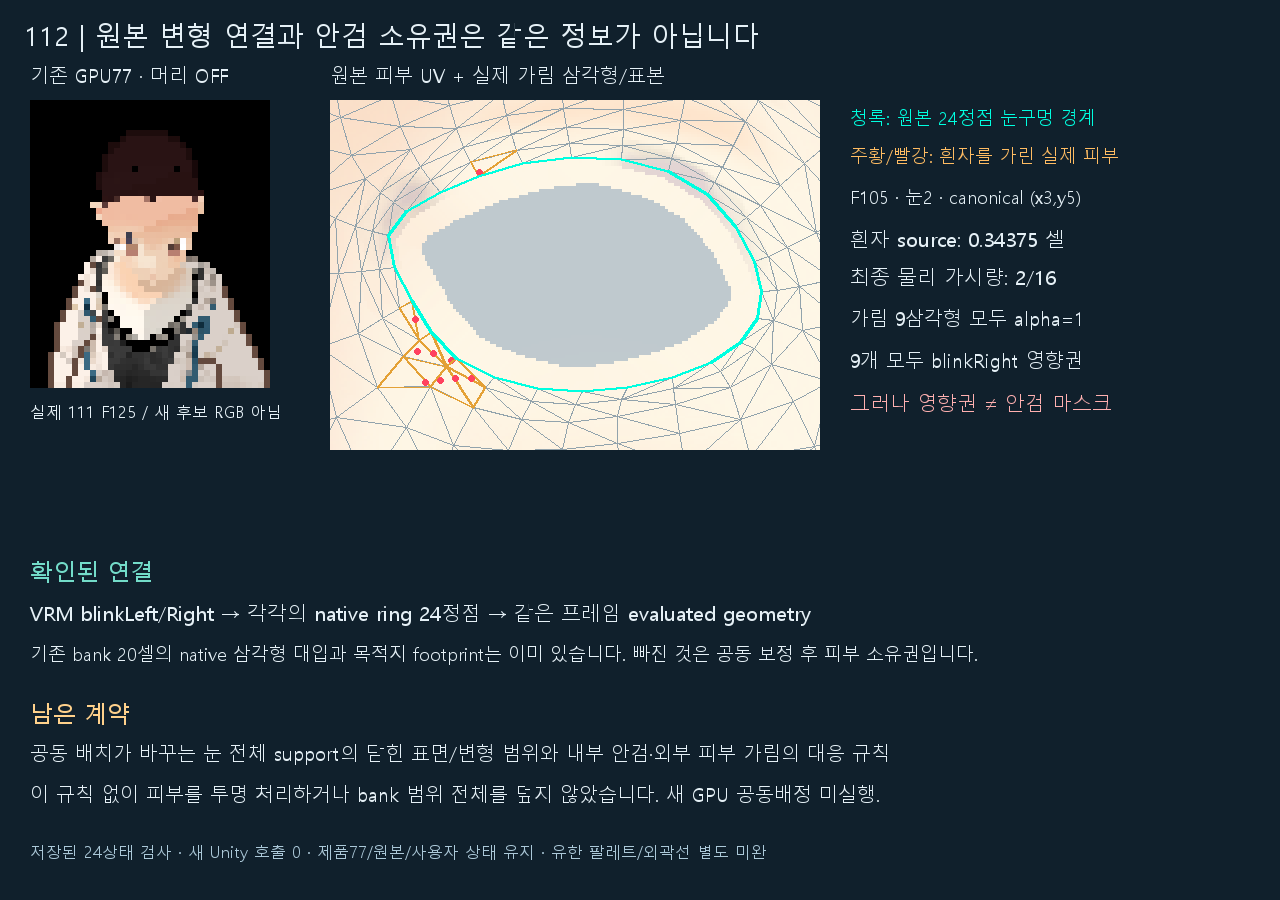 112 | 원본 변형 연결과 안검 소유권은 같은 정보가 아닙니다
기존 GPU77 · 머리 OFF
원본 피부 UV + 실제 가림 삼각형/표본
청록: 원본 24정점 눈구멍 경계
주황/빨강: 흰자를 가린 실제 피부
F105 · 눈2 · canonical (x3,y5)
흰자 source: 0.34375 셀
최종 물리 가시량: 2/16
가림 9삼각형 모두 alpha=1
9개 모두 blinkRight 영향권
그러나 영향권 ≠ 안검 마스크
실제 111 F125 / 새 후보 RGB 아님
확인된 연결
VRM blinkLeft/Right → 각각의 native ring 24정점 → 같은 프레임 evaluated geometry
기존 bank 20셀의 native 삼각형 대입과 목적지 footprint는 이미 있습니다. 빠진 것은 공동 보정 후 피부 소유권입니다.
남은 계약
공동 배치가 바꾸는 눈 전체 support의 닫힌 표면/변형 범위와 내부 안검·외부 피부 가림의 대응 규칙
이 규칙 없이 피부를 투명 처리하거나 bank 범위 전체를 덮지 않았습니다. 새 GPU 공동배정 미실행.
저장된 24상태 검사 · 새 Unity 호출 0 · 제품77/원본/사용자 상태 유지 · 유한 팔레트/외곽선 별도 미완